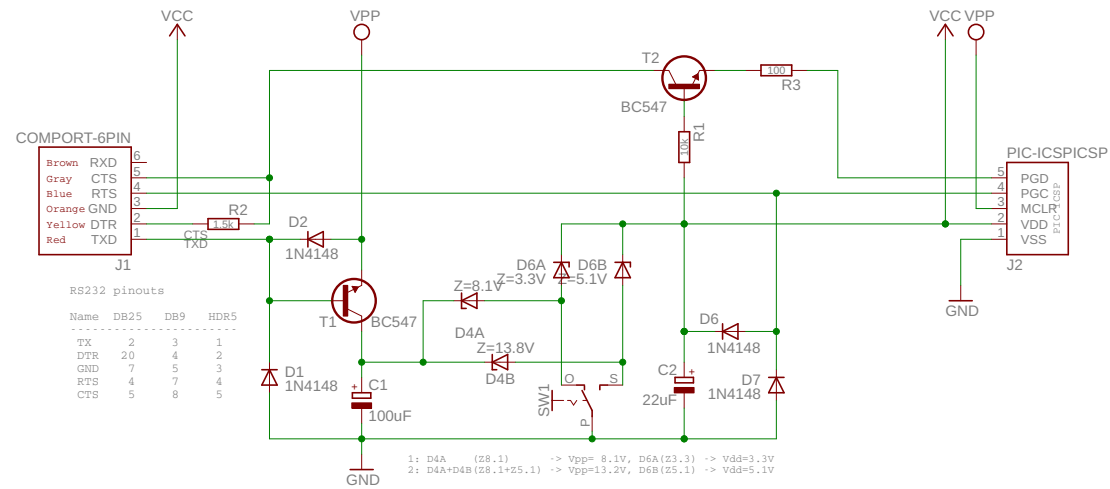 VCC
VPP
VCC VPP
T2
100
R3
BC547
R1
10k
COMPORT-6PIN
Brown RXD 6
Gray CTS 5
Blue RTS 4
Orange GND 3
Yellow DTR 2
Red TXD 1
J1
R2
1.5k
CTS
TXD
D2
1N4148
PIC-ICSPICSP
5 PGD
4 PGC
3 MCLR
2 VDD
1 VSS
PIC-ICSP
J2
GND
D6A
Z=3.3V
D6B
Z=5.1V
Z=8.1V
D4A
Z=13.8V
D4B
T1
BC547
D1
1N4148
C1
+
100uF
SW1
O
S
P
D6
1N4148
C2
+
22uF
D7
1N4148
GND
RS232 pinouts
Name DB25 DB9 HDR5
- - - - - - - - - - - - - - - - - - - - - -
TX 2 3 1
DTR 20 4 2
GND 7 5 3
RTS 4 7 4
CTS 5 8 5
1: D4A (Z8.1) -> Vpp= 8.1V, D6A(Z3.3) -> Vdd=3.3V
2: D4A+D4B(Z8.1+Z5.1) -> Vpp=13.2V, D6B(Z5.1) -> Vdd=5.1V